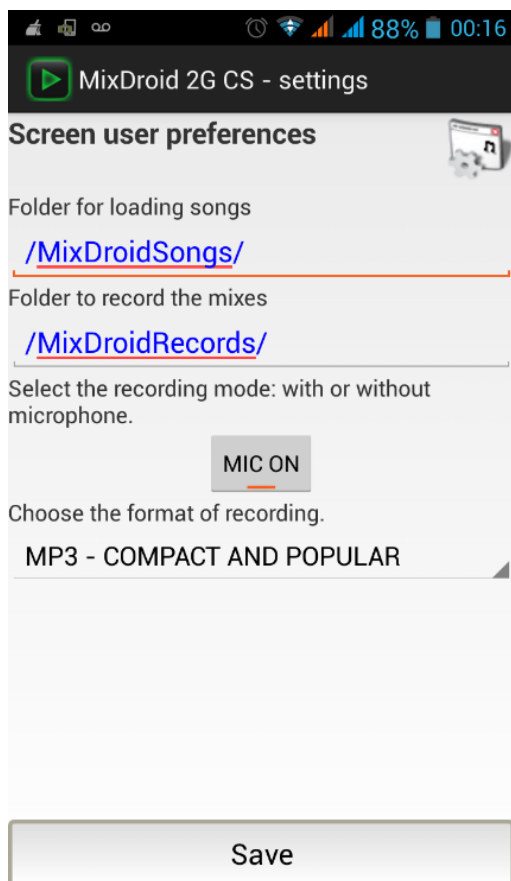 88% 00:16
MixDroid 2G CS - settings
Screen user preferences
Folder for loading songs
/MixDroidSongs/
Folder to record the mixes
/MixDroidRecords/
Select the recording mode: with or without
microphone.
MIC ON
Choose the format of recording.
MP3 - COMPACT AND POPULAR
Save